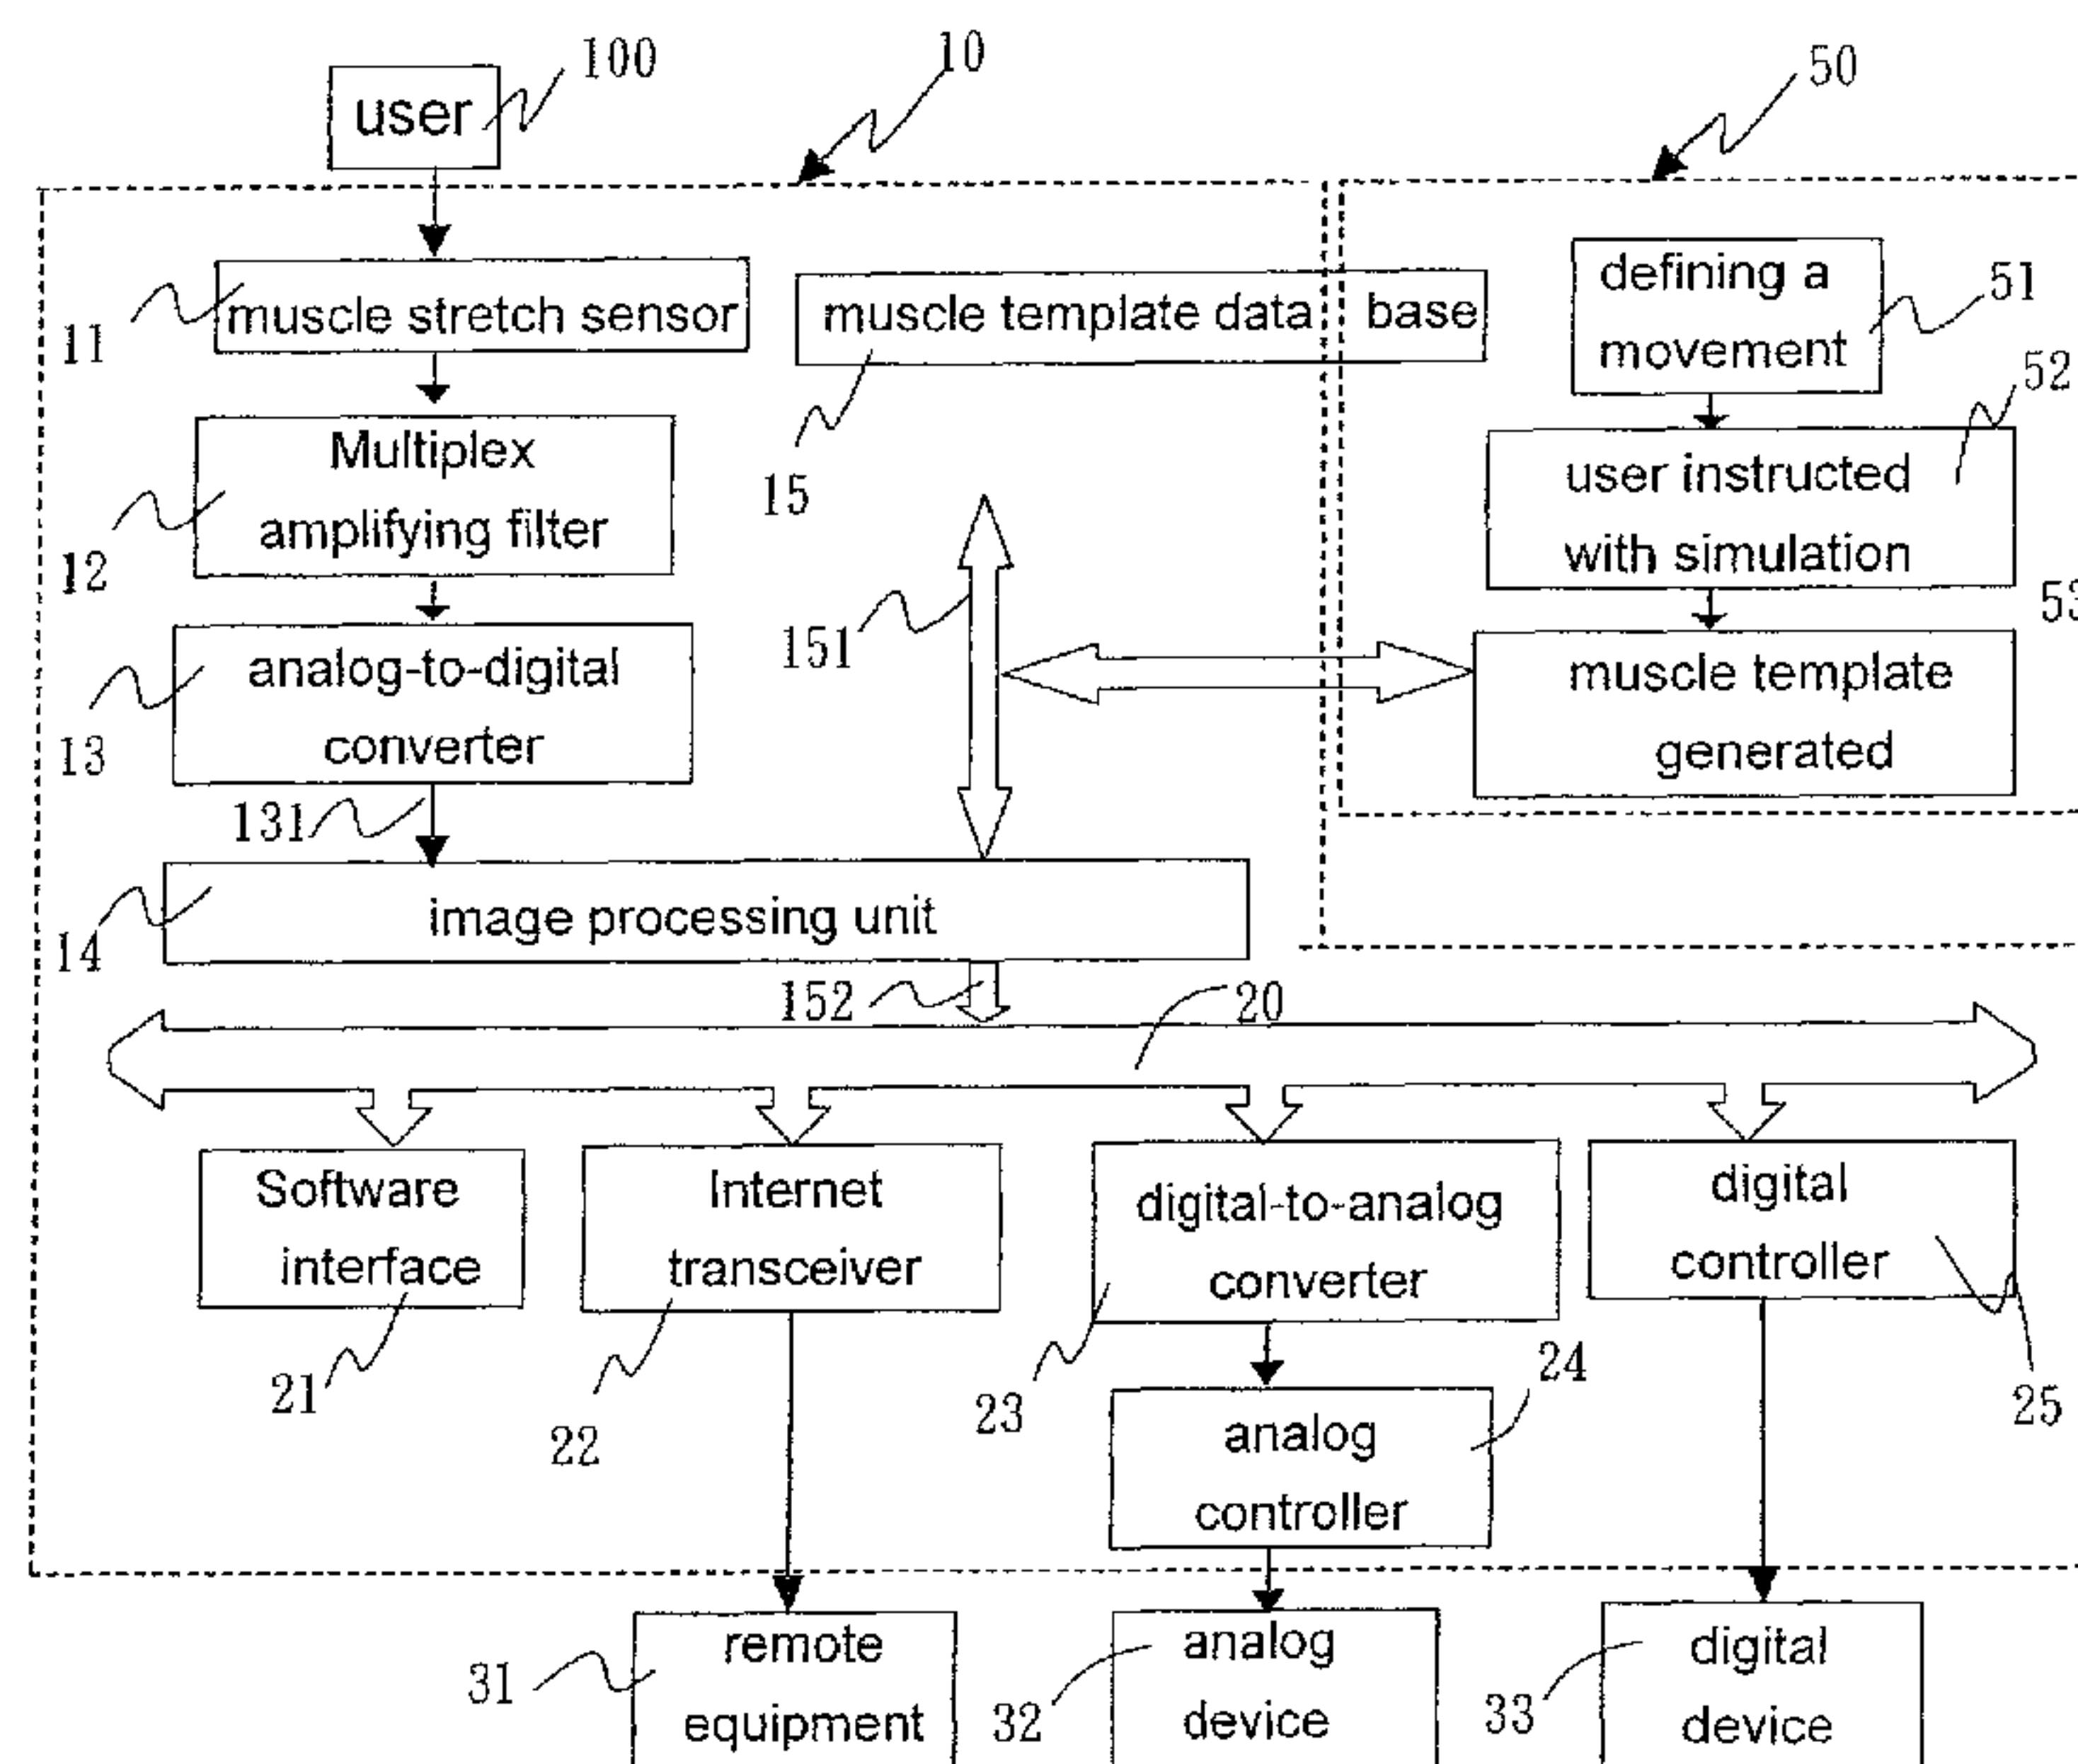 100
10
50
user
muscle stretch sensor
11
muscle template data base
15
defining a
movement
51
52
Multiplex
amplifying filter
12
user instructed
with simulation
53
151
analog-to-digital
converter
13
muscle template
generated
131
image processing unit
14
152
20
Software
interface
21
Internet
transceiver
22
digital-to-analog
converter
23
digital
controller
25
24
analog
controller
remote
equipment
31
analog
device
32
digital
device
33